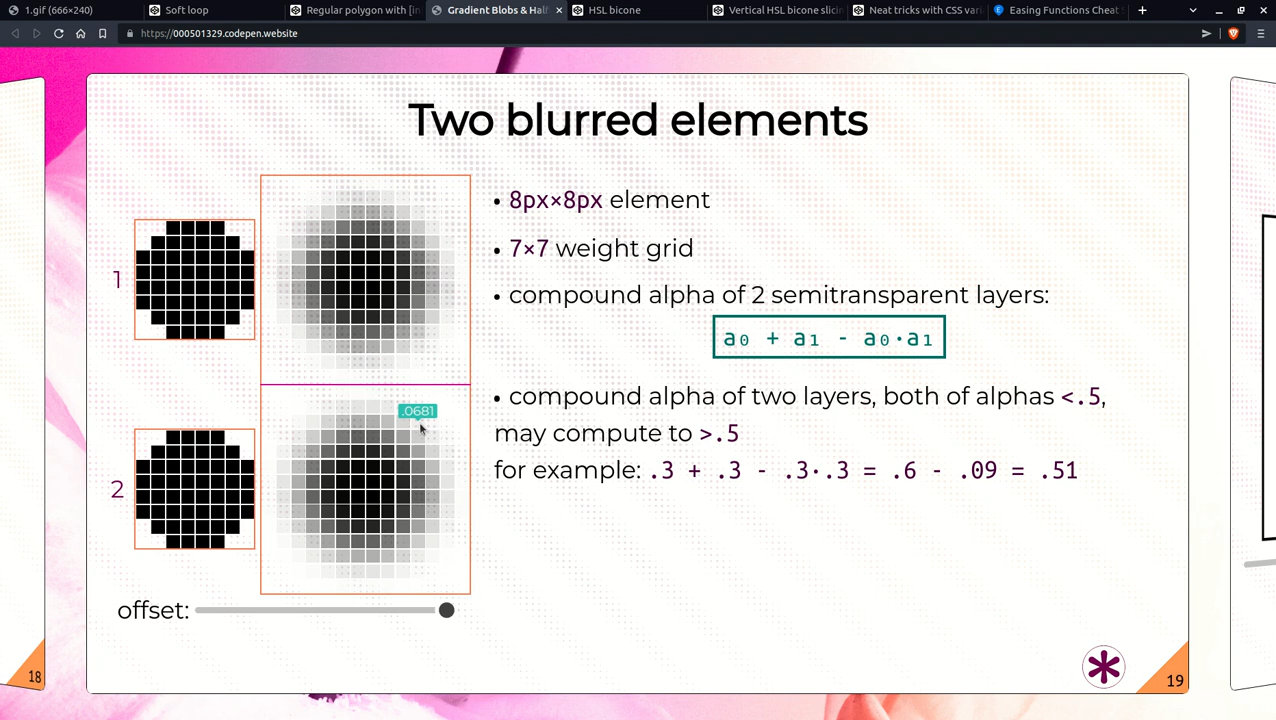 1.gif (666×240)
Soft loop
Regular polygon with [in
Gradient Blobs & Half
HSL bicone
Vertical HSL bicone slicin
Neat tricks with CSS vari
Easing Functions Cheat S
https://000501329.codepen.website
Two blurred elements
1
2
.0681
offset:
• 8px×8px element
• 7×7 weight grid
• compound alpha of 2 semitransparent layers:
a₀ + a₁ - a₀·a₁
• compound alpha of two layers, both of alphas <.5,
may compute to >.5
for example: .3 + .3 - .3·.3 = .6 - .09 = .51
*
18
19